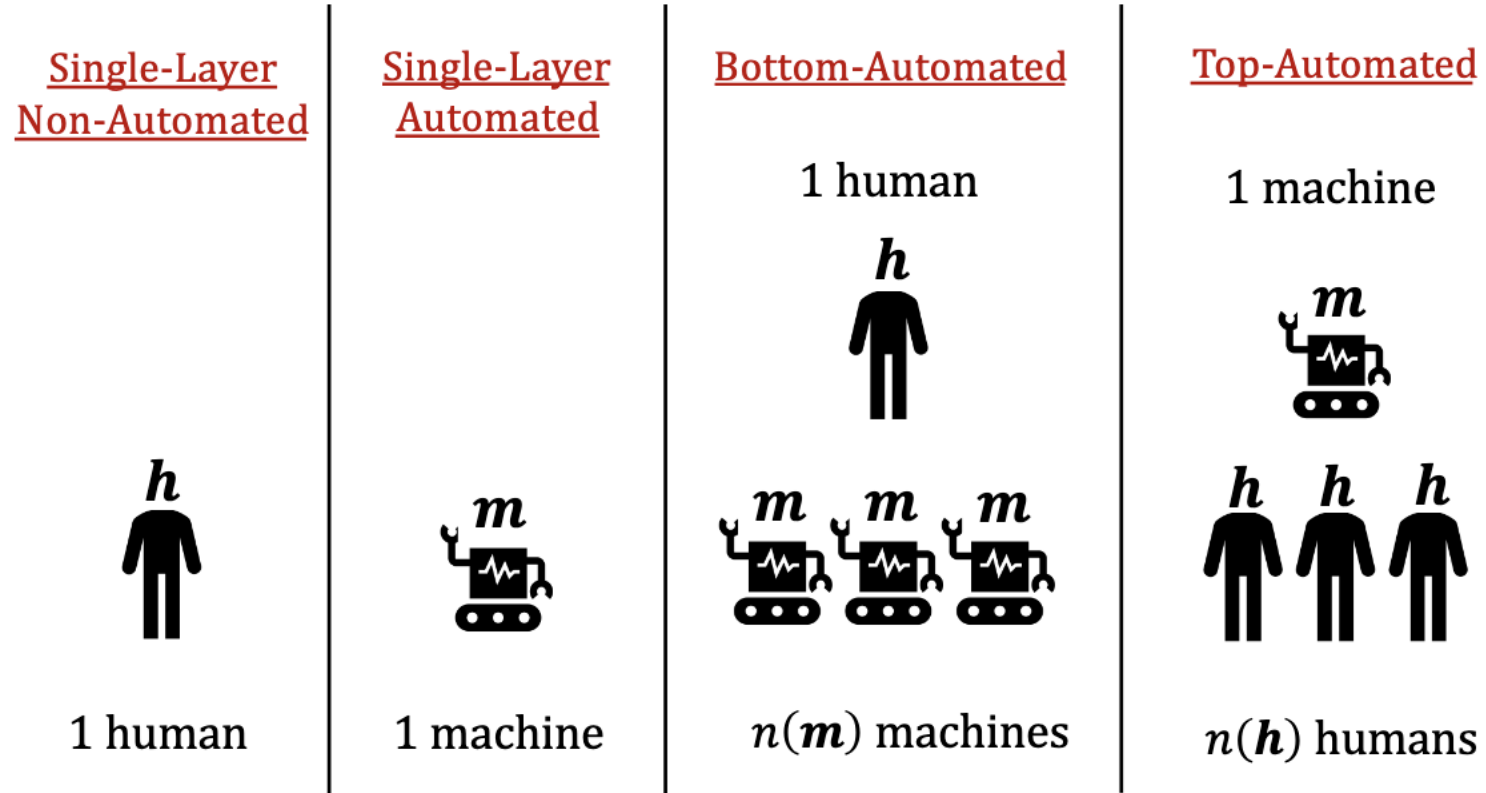 Single-Layer
Non-Automated
h
1 human
Single-Layer
Automated
m
1 machine
Bottom-Automated
1 human
h
m m m
n(m) machines
Top-Automated
1 machine
m
h h h
n(h) humans